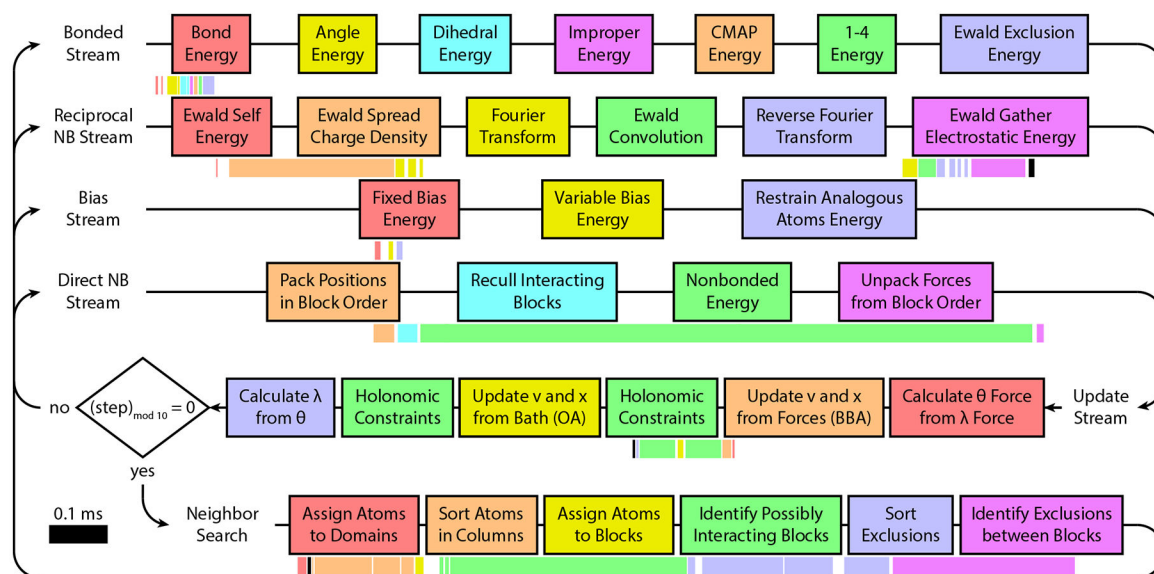 Bonded
Stream
Bond
Energy
Angle
Energy
Dihedral
Energy
Improper
Energy
CMAP
Energy
1-4
Energy
Ewald Exclusion
Energy
Reciprocal
NB Stream
Ewald Self
Energy
Ewald Spread
Charge Density
Fourier
Transform
Ewald
Convolution
Reverse Fourier
Transform
Ewald Gather
Electrostatic Energy
Bias
Stream
Fixed Bias
Energy
Variable Bias
Energy
Restrain Analogous
Atoms Energy
Direct NB
Stream
Pack Positions
in Block Order
Recull Interacting
Blocks
Nonbonded
Energy
Unpack Forces
from Block Order
no
(step)mod 10 = 0
Calculate λ
from θ
Holonomic
Constraints
Update v and x
from Bath (OA)
Holonomic
Constraints
Update v and x
from Forces (BBA)
Calculate θ Force
from λ Force
Update
Stream
yes
0.1 ms
Neighbor
Search
Assign Atoms
to Domains
Sort Atoms
in Columns
Assign Atoms
to Blocks
Identify Possibly
Interacting Blocks
Sort
Exclusions
Identify Exclusions
between Blocks